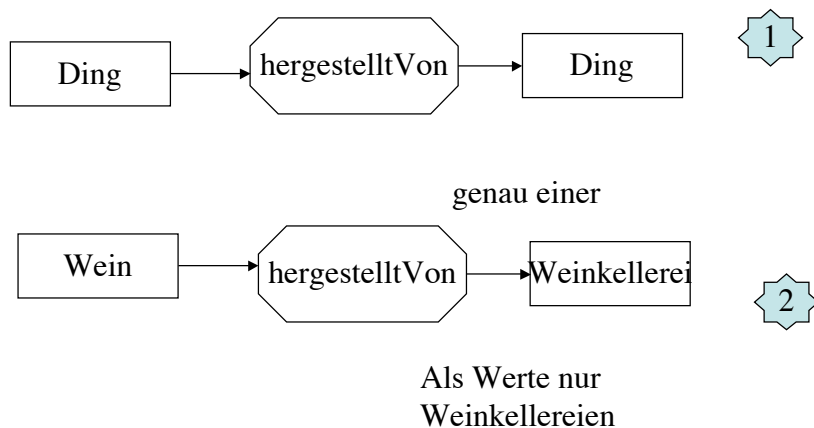 Ding
hergestelltVon
Ding
1
genau einer
Wein
hergestelltVon
Weinkellerei
2
Als Werte nur
Weinkellereien